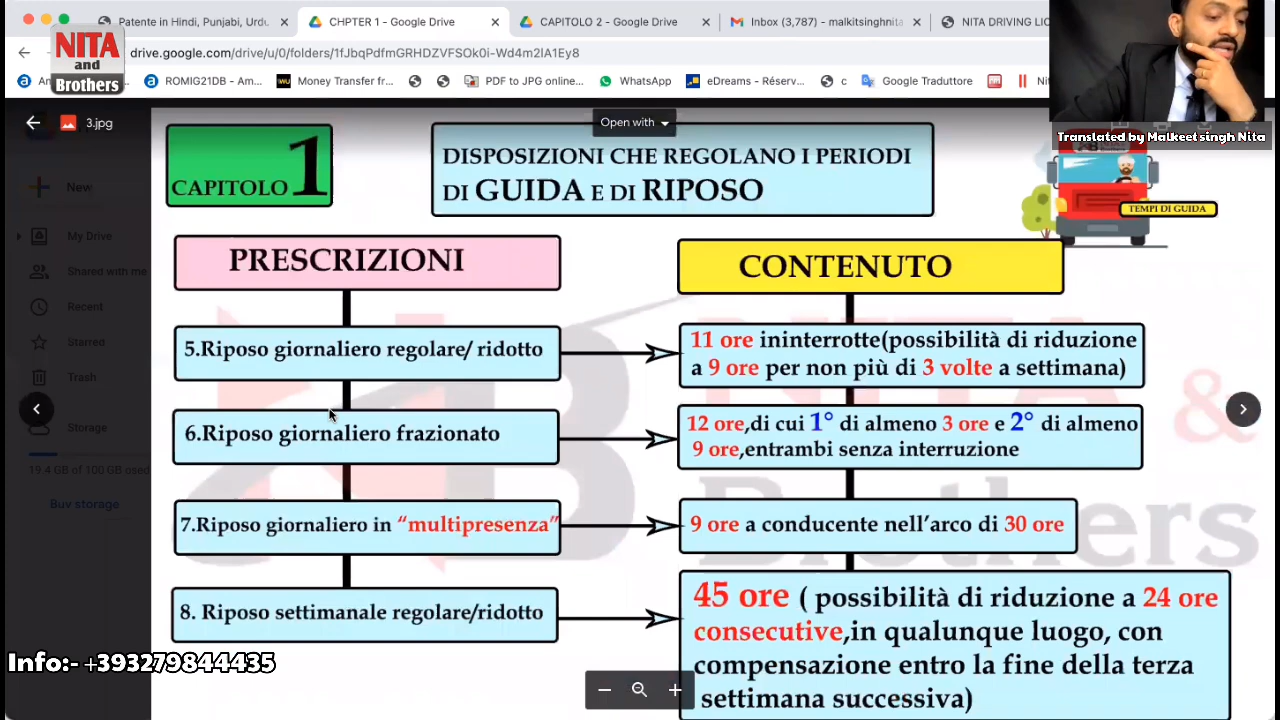 Patente in Hindi, Punjabi, Urdu.
CHPTER 1 - Google Drive
CAPITOLO 2 - Google Drive
Inbox (3,787) - malkitsinghnita
NITA DRIVING LIC
drive.google.com/drive/u/0/folders/1fJbqPdfmGRHDZVFSOk0i-Wd4m2lA1Ey8
ROMIG21DB - Am...
Money Transfer fr...
PDF to JPG online...
WhatsApp
eDreams - Réserv...
c
Google Traduttore
NITA
and
Brothers
3.jpg
Open with
Translated by Malkeet singh Nita
New
My Drive
Shared with me
Recent
Starred
Trash
Storage
19.4 GB of 100 GB used
Buy storage
CAPITOLO 1
DISPOSIZIONI CHE REGOLANO I PERIODI
DI GUIDA E DI RIPOSO
TEMPI DI GUIDA
PRESCRIZIONI
CONTENUTO
5.Riposo giornaliero regolare/ ridotto
11 ore ininterrotte(possibilità di riduzione
a 9 ore per non più di 3 volte a settimana)
6.Riposo giornaliero frazionato
12 ore,di cui 1° di almeno 3 ore e 2° di almeno
9 ore,entrambi senza interruzione
7.Riposo giornaliero in “multipresenza”
9 ore a conducente nell’arco di 30 ore
8. Riposo settimanale regolare/ridotto
45 ore ( possibilità di riduzione a 24 ore
consecutive,in qualunque luogo, con
compensazione entro la fine della terza
settimana successiva)
& Brothers
Info:- +393279844435